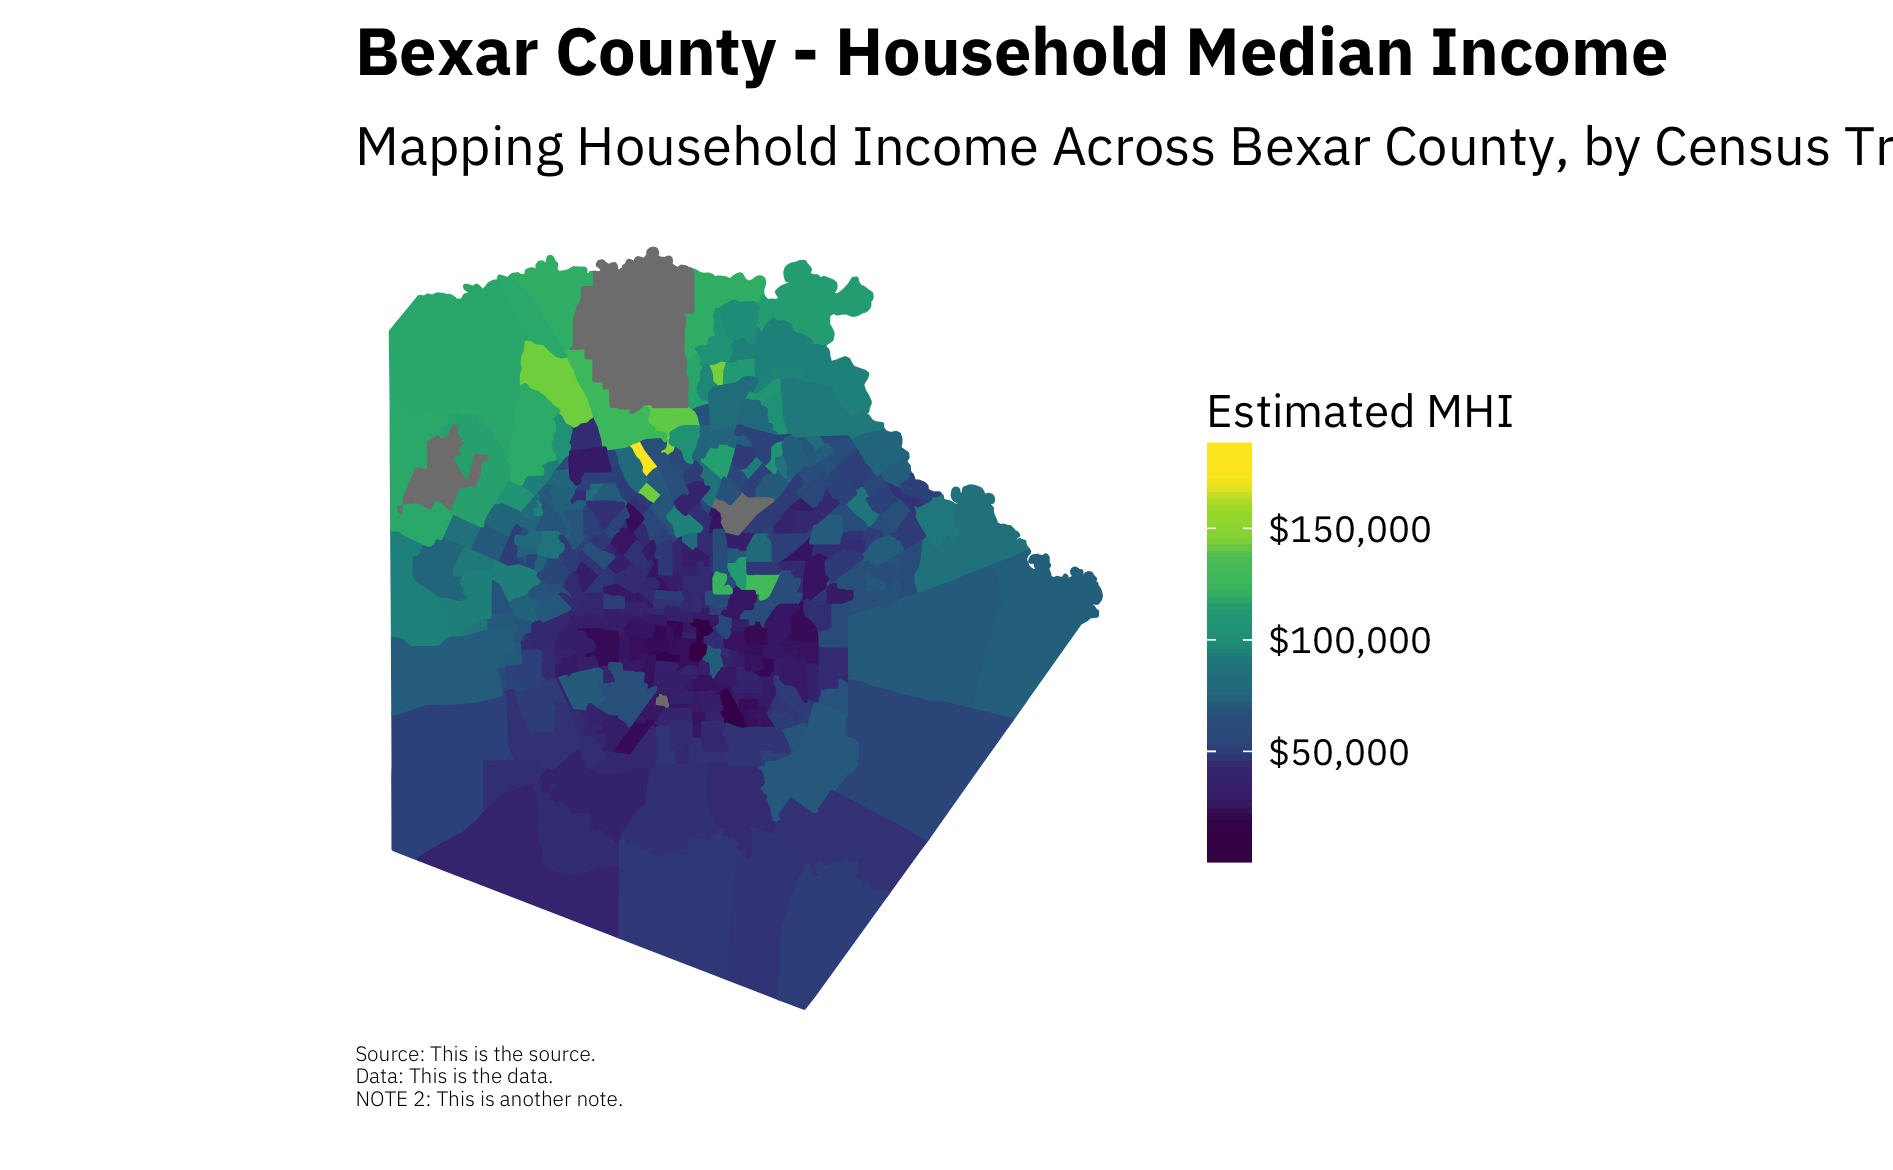 Bexar County - Household Median Income
Mapping Household Income Across Bexar County, by Census Tr
Estimated MHI
$150,000
$100,000
$50,000
Source: This is the source.
Data: This is the data.
NOTE 2: This is another note.